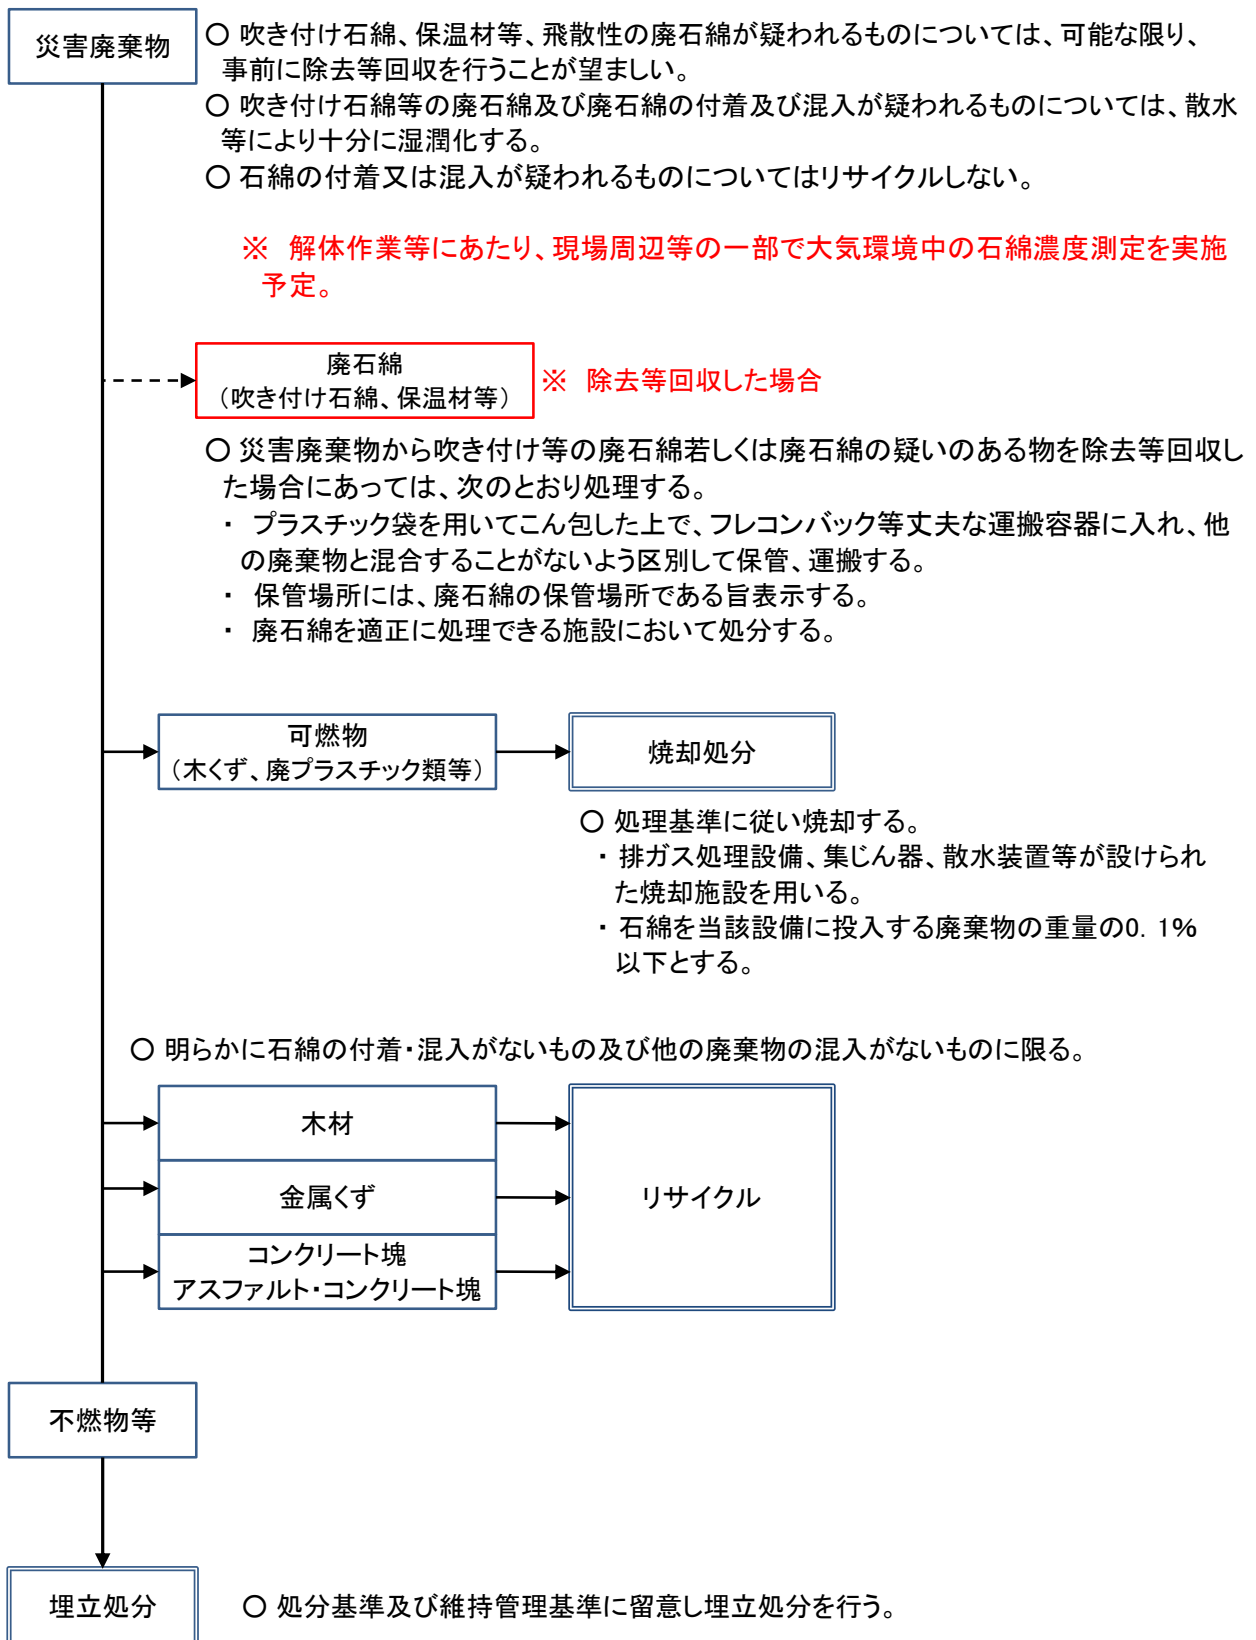 災害廃棄物
○ 吹き付け石綿、保温材等、飛散性の廃石綿が疑われるものについては、可能な限り、
事前に除去等回収を行うことが望ましい。
○ 吹き付け石綿等の廃石綿及び廃石綿の付着及び混入が疑われるものについては、散水
等により十分に湿潤化する。
○ 石綿の付着又は混入が疑われるものについてはリサイクルしない。
※ 解体作業等にあたり、現場周辺等の一部で大気環境中の石綿濃度測定を実施
予定。
廃石綿
（吹き付け石綿、保温材等）
※ 除去等回収した場合
○ 災害廃棄物から吹き付け等の廃石綿若しくは廃石綿の疑いのある物を除去等回収し
た場合にあっては、次のとおり処理する。
・ プラスチック袋を用いてこん包した上で、フレコンバック等丈夫な運搬容器に入れ、他
の廃棄物と混合することがないよう区別して保管、運搬する。
・ 保管場所には、廃石綿の保管場所である旨表示する。
・ 廃石綿を適正に処理できる施設において処分する。
可燃物
（木くず、廃プラスチック類等）
焼却処分
○ 処理基準に従い焼却する。
・ 排ガス処理設備、集じん器、散水装置等が設けられ
た焼却施設を用いる。
・ 石綿を当該設備に投入する廃棄物の重量の0．1%
以下とする。
○ 明らかに石綿の付着・混入がないもの及び他の廃棄物の混入がないものに限る。
木材
金属くず
コンクリート塊
アスファルト・コンクリート塊
リサイクル
不燃物等
埋立処分
○ 処分基準及び維持管理基準に留意し埋立処分を行う。